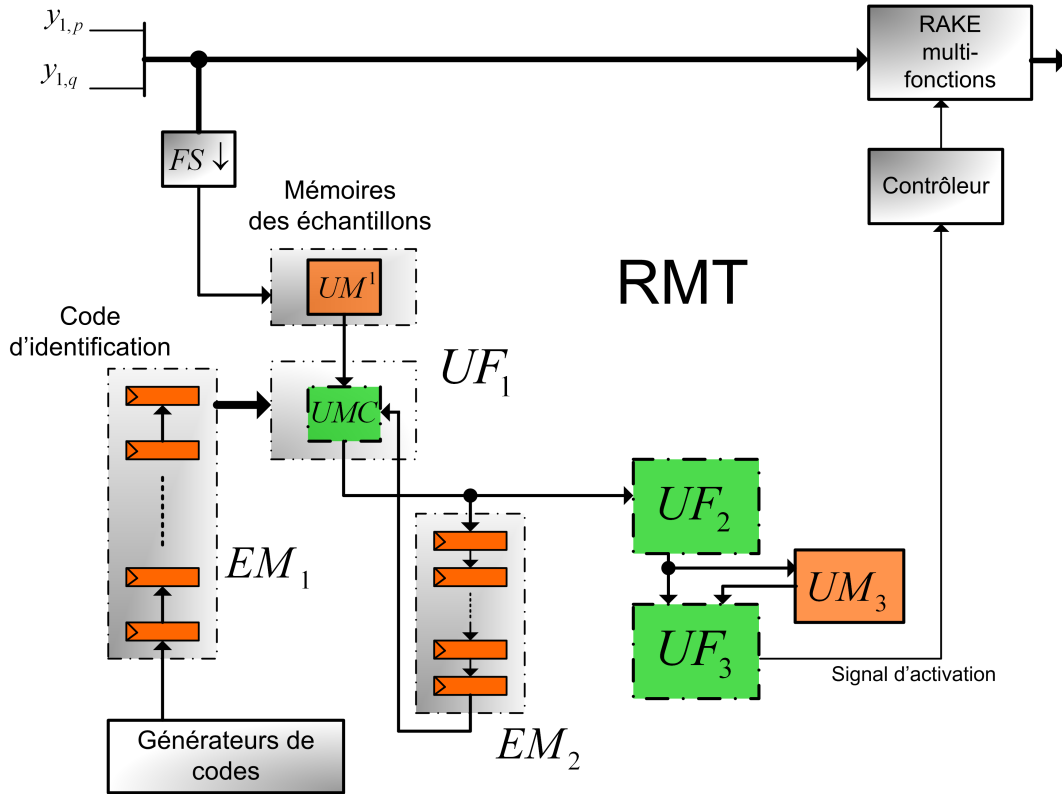 y1,p
y1,q
RAKE
multi-
fonctions
FS ↓
Contrôleur
Mémoires
des échantillons
UM¹
RMT
Code
d'identification
UF₁
UMC
EM₁
UF₂
UM₃
UF₃
Signal d'activation
Générateurs de
codes
EM₂